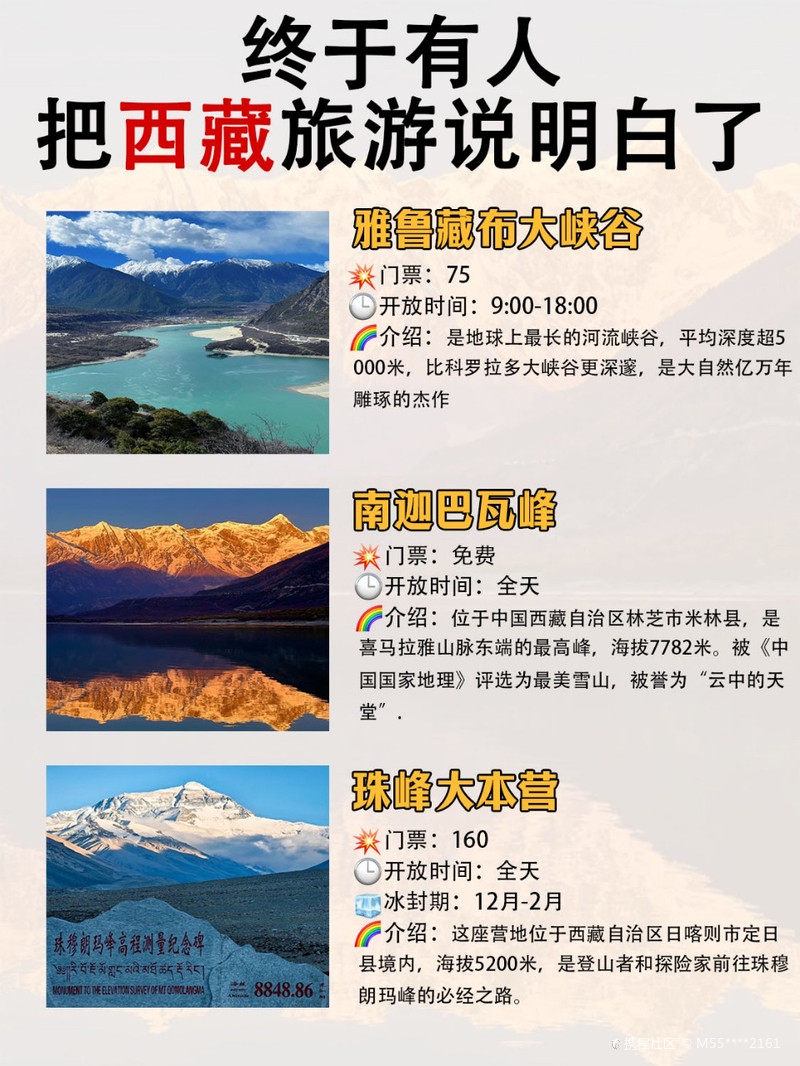 终于有人
把西藏旅游说明白了
雅鲁藏布大峡谷
门票：75
开放时间：9:00-18:00
介绍：是地球上最长的河流峡谷，平均深度超5
000米，比科罗拉多大峡谷更深邃，是大自然亿万年
雕琢的杰作
南迦巴瓦峰
门票：免费
开放时间：全天
介绍：位于中国西藏自治区林芝市米林县，是
喜马拉雅山脉东端的最高峰，海拔7782米。被《中
国国家地理》评选为最美雪山，被誉为“云中的天
堂”.
珠峰大本营
门票：160
开放时间：全天
冰封期：12月-2月
介绍：这座营地位于西藏自治区日喀则市定日
县境内，海拔5200米，是登山者和探险家前往珠穆
朗玛峰的必经之路。
珠穆朗玛峰高程测量纪念碑
MONUMENT TO THE ELEVATION SURVEY OF MT QOMOLANGMA
8848.86
携程社区 © M55****2161